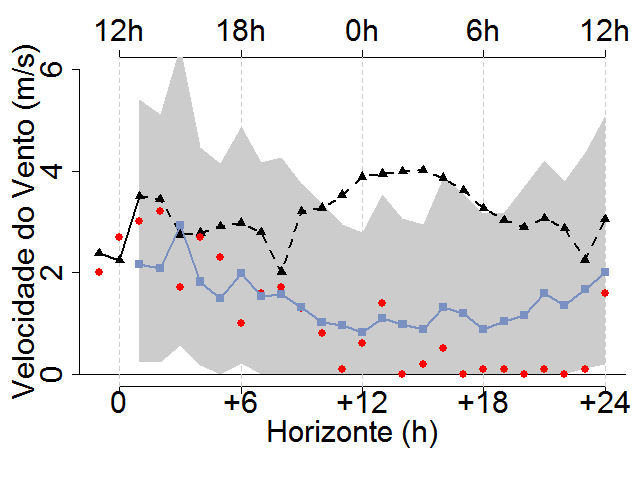 12h 18h 0h 6h 12h
Velocidade do Vento (m/s)
6
4
2
0
0 +6 +12 +18 +24
Horizonte (h)